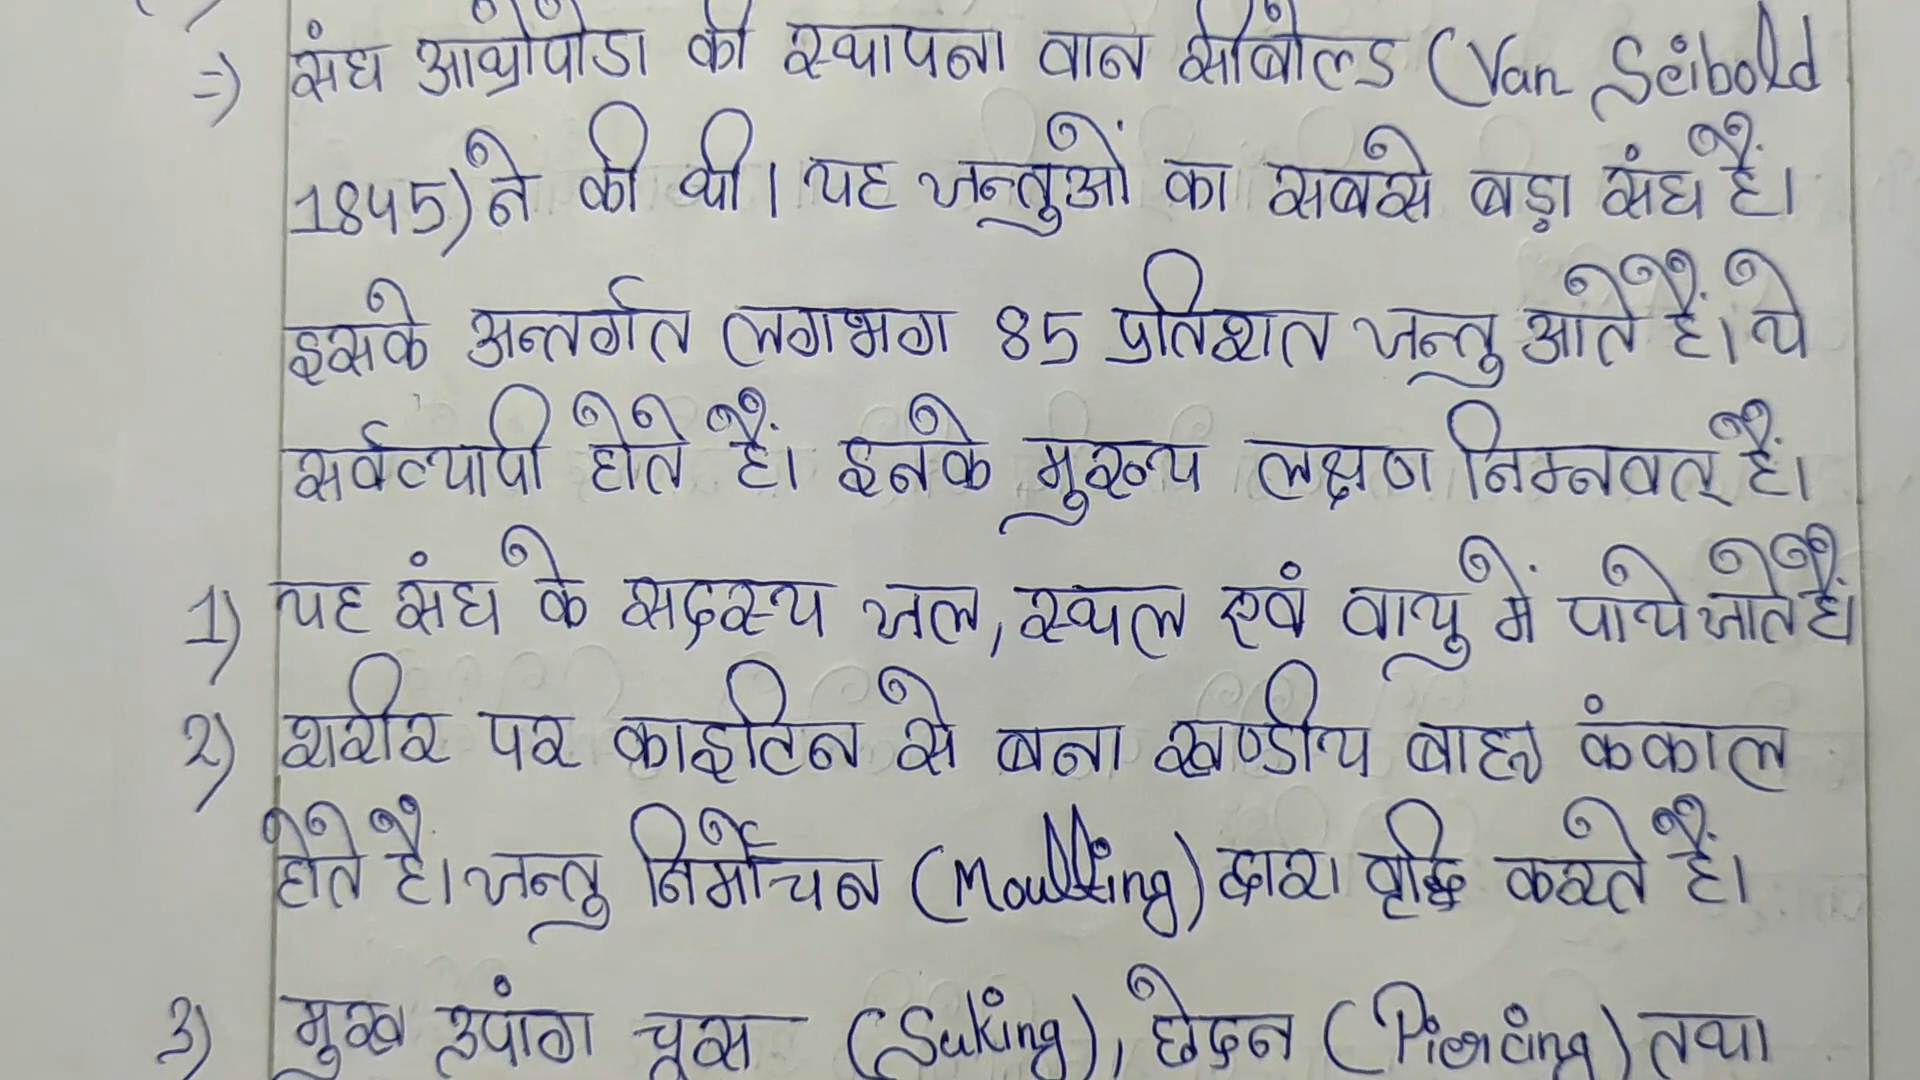 =) संघ आर्थ्रोपोडा की स्थापना वान सीबोल्ड (Van Seibold
1845) ने की थी। यह जन्तुओं का सबसे बड़ा संघ है।
इसके अन्तर्गत लगभग 85 प्रतिशत जन्तु आते हैं। ये
सर्वव्यापी होते हैं। इनके मुख्य लक्षण निम्नवत् हैं।
1) यह संघ के सदस्य जल, स्थल एवं वायु में पाये जाते हैं।
2) शरीर पर काइटिन से बना खण्डीय बाह्य कंकाल
होते है। जन्तु निर्मोचन (Moulting) द्वारा वृद्धि करते हैं।
3) मुख उपांग चूस (Suking), छेदन (Piercing) तथा